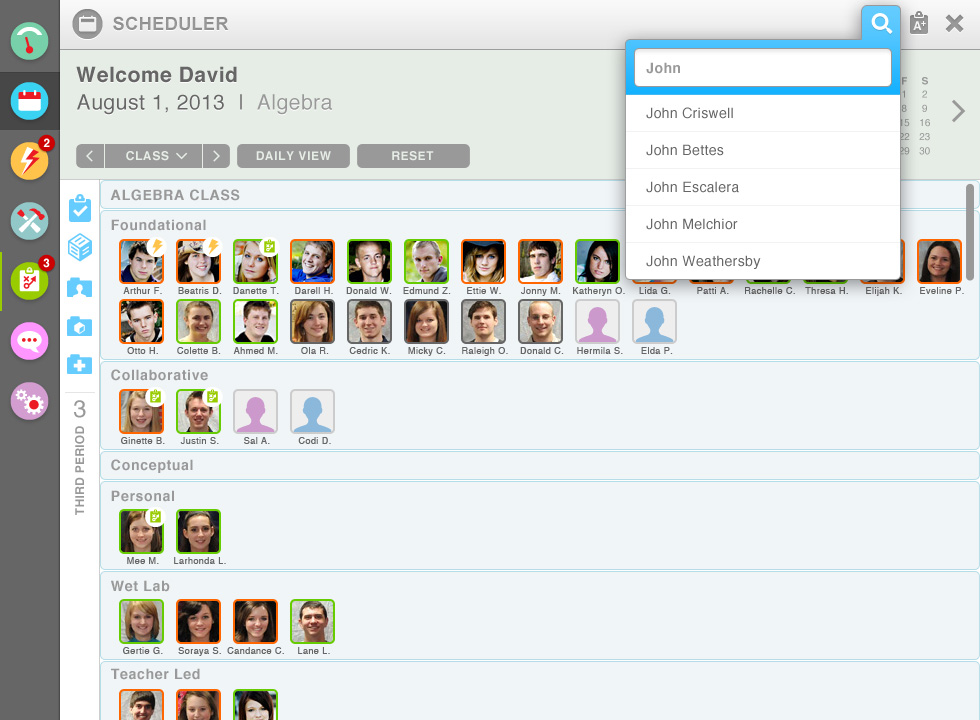 SCHEDULER
A+
Welcome David
August 1, 2013 | Algebra
John
John Criswell
John Bettes
John Escalera
John Melchior
John Weathersby
F S
1 2
8 9
15 16
22 23
29 30
CLASS
DAILY VIEW
RESET
2
3
3
THIRD PERIOD
ALGEBRA CLASS
Foundational
Arthur F. Beatris D. Danette T. Darell H. Donald W. Edmund Z. Ettie W. Jonny M. Katheryn O. Lida G. Patti A. Rachelle C. Thresa H. Elijah K. Eveline P.
Otto H. Colette B. Ahmed M. Ola R. Cedric K. Micky C. Raleigh O. Donald C. Hermila S. Elda P.
Collaborative
Ginette B. Justin S. Sal A. Codi D.
Conceptual
Personal
Mee M. Larhonda L.
Wet Lab
Gertie G. Soraya S. Candance C. Lane L.
Teacher Led